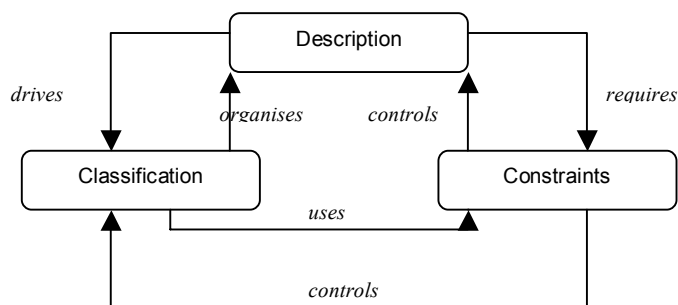 Description
drives
organises
controls
requires
Classification
Constraints
uses
controls